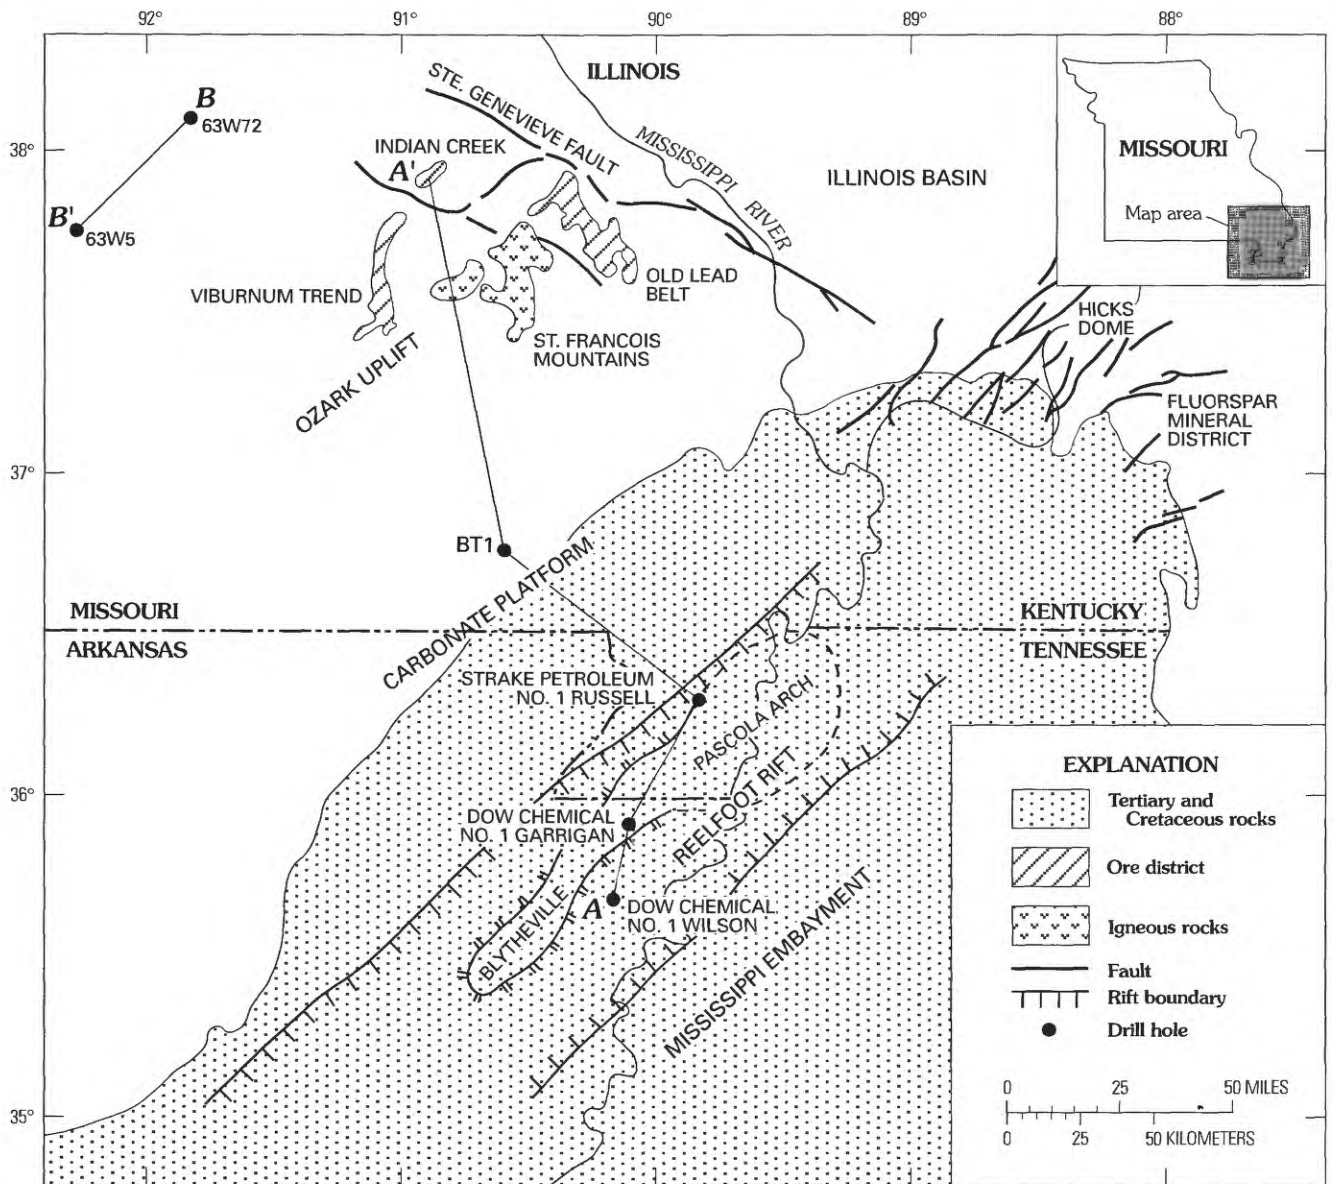 92°
91°
90°
89°
88°
38°
37°
36°
35°
B
63W72
B'
63W5
STE. GENEVIEVE FAULT
ILLINOIS
MISSISSIPPI
RIVER
ILLINOIS BASIN
INDIAN CREEK
A'
VIBURNUM TREND
OZARK UPLIFT
ST. FRANCOIS
MOUNTAINS
OLD LEAD
BELT
MISSOURI
Map area
HICKS
DOME
FLUORSPAR
MINERAL
DISTRICT
BT1
CARBONATE PLATFORM
MISSOURI
ARKANSAS
KENTUCKY
TENNESSEE
STRAKE PETROLEUM
NO. 1 RUSSELL
PASCOLA ARCH
REELFOOT RIFT
DOW CHEMICAL
NO. 1 GARRIGAN
BLYTHEVILLE
A
DOW CHEMICAL
NO. 1 WILSON
MISSISSIPPI EMBAYMENT
EXPLANATION
Tertiary and
Cretaceous rocks
Ore district
Igneous rocks
Fault
Rift boundary
Drill hole
0 25 50 MILES
0 25 50 KILOMETERS